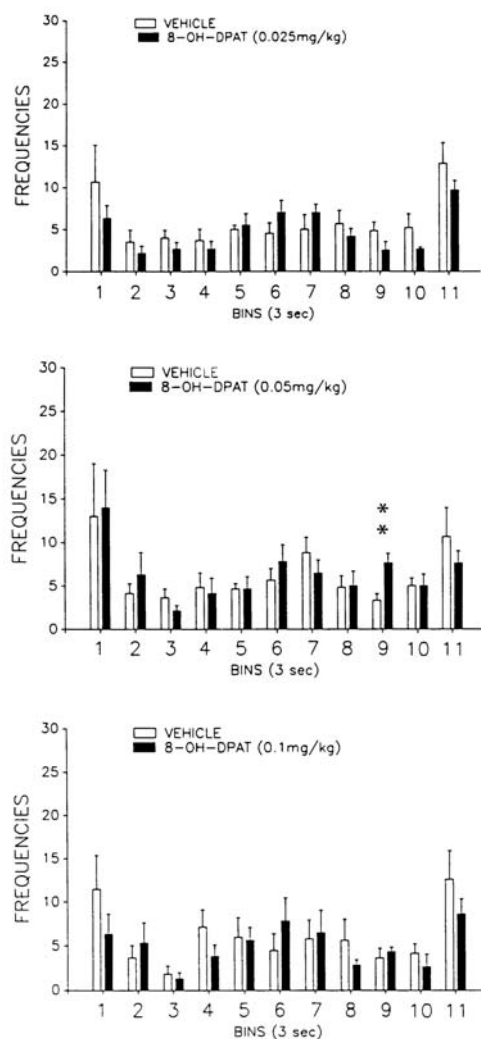 VEHICLE
8-OH-DPAT (0.025mg/kg)
FREQUENCIES
30
25
20
15
10
5
0
1 2 3 4 5 6 7 8 9 10 11
BINS (3 sec)
VEHICLE
8-OH-DPAT (0.05mg/kg)
FREQUENCIES
30
25
20
15
10
5
0
*
*
1 2 3 4 5 6 7 8 9 10 11
BINS (3 sec)
VEHICLE
8-OH-DPAT (0.1mg/kg)
FREQUENCIES
30
25
20
15
10
5
0
1 2 3 4 5 6 7 8 9 10 11
BINS (3 sec)